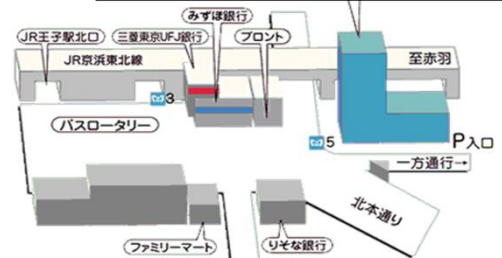 みずほ銀行
JR王子駅北口
三菱東京UFJ銀行
プロント
JR京浜東北線
至赤羽
3
バスロータリー
5
P入口
一方通行→
北本通り
ファミリーマート
りそな銀行